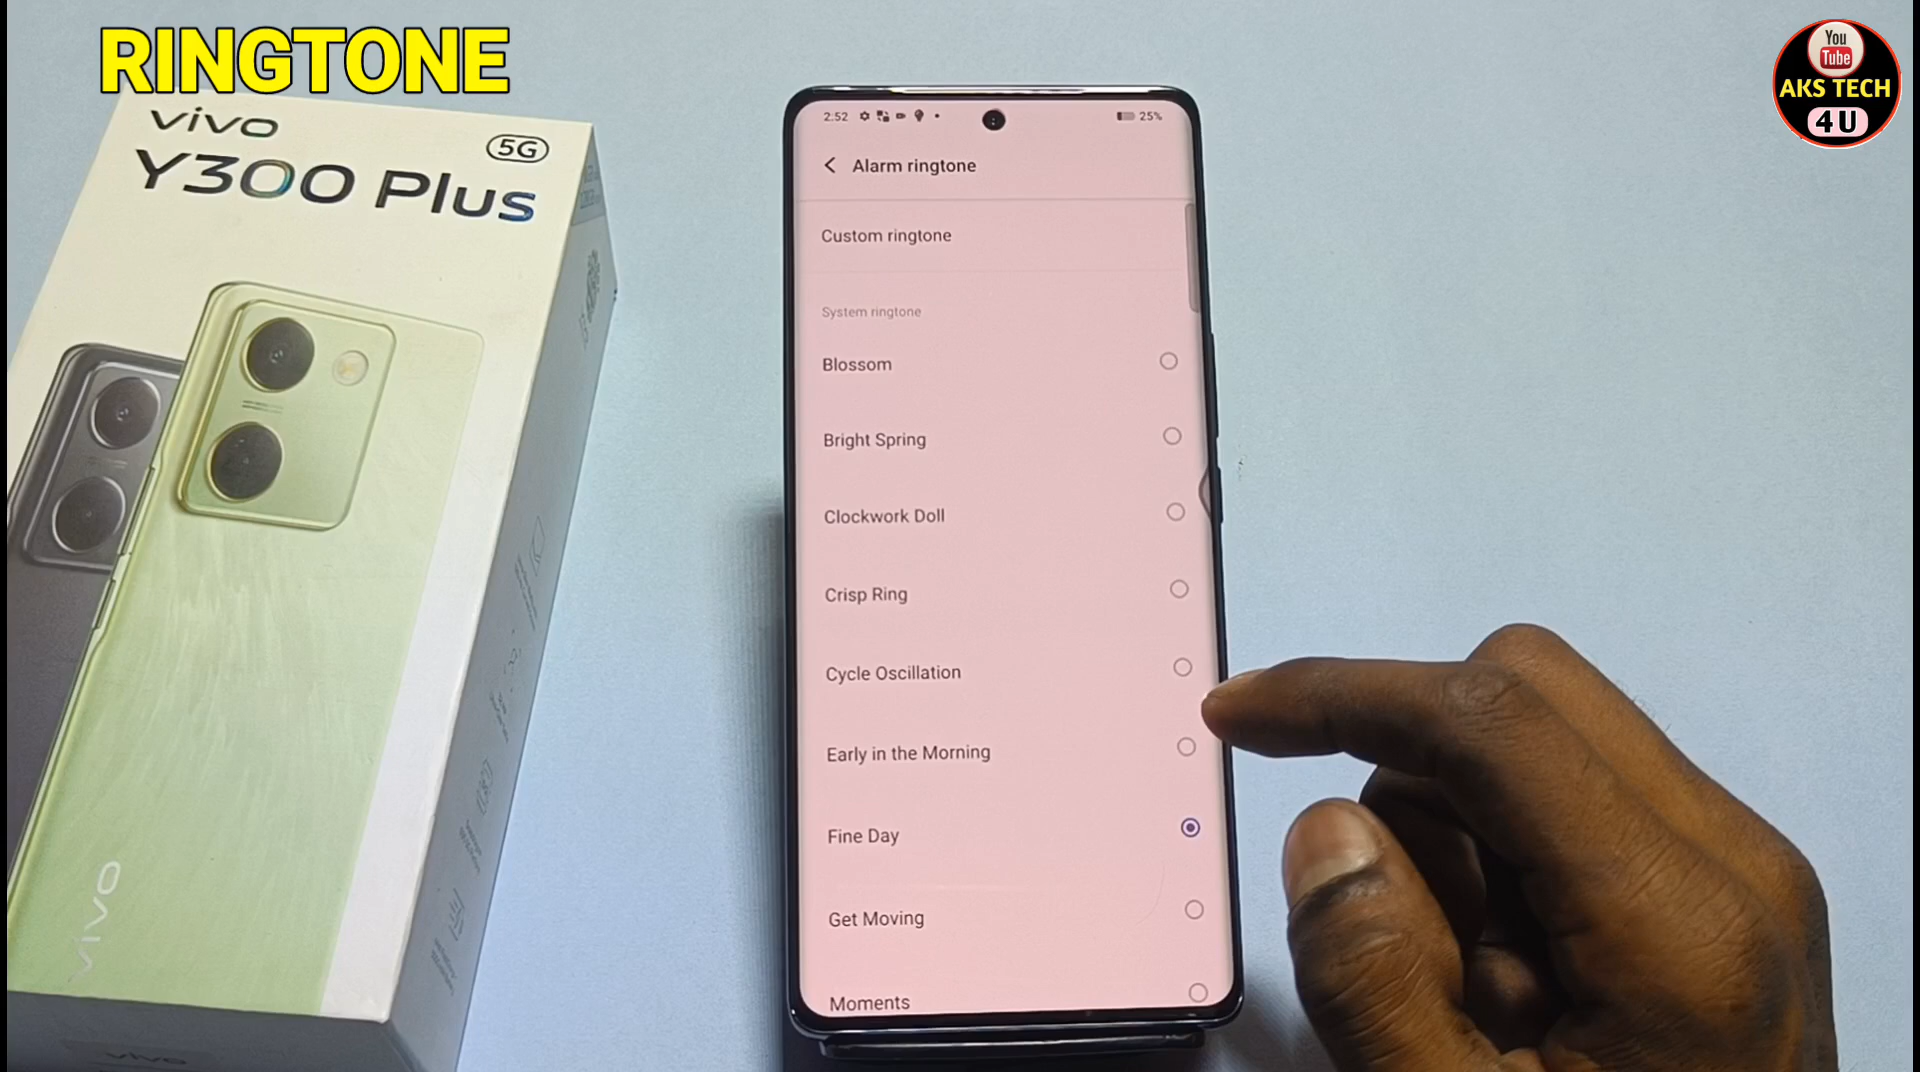 RINGTONE
You
Tube
AKS TECH
4U
vivo
5G
Y300 Plus
vivo
vivo
2:52
25%
Alarm ringtone
Custom ringtone
System ringtone
Blossom
Bright Spring
Clockwork Doll
Crisp Ring
Cycle Oscillation
Early in the Morning
Fine Day
Get Moving
Moments